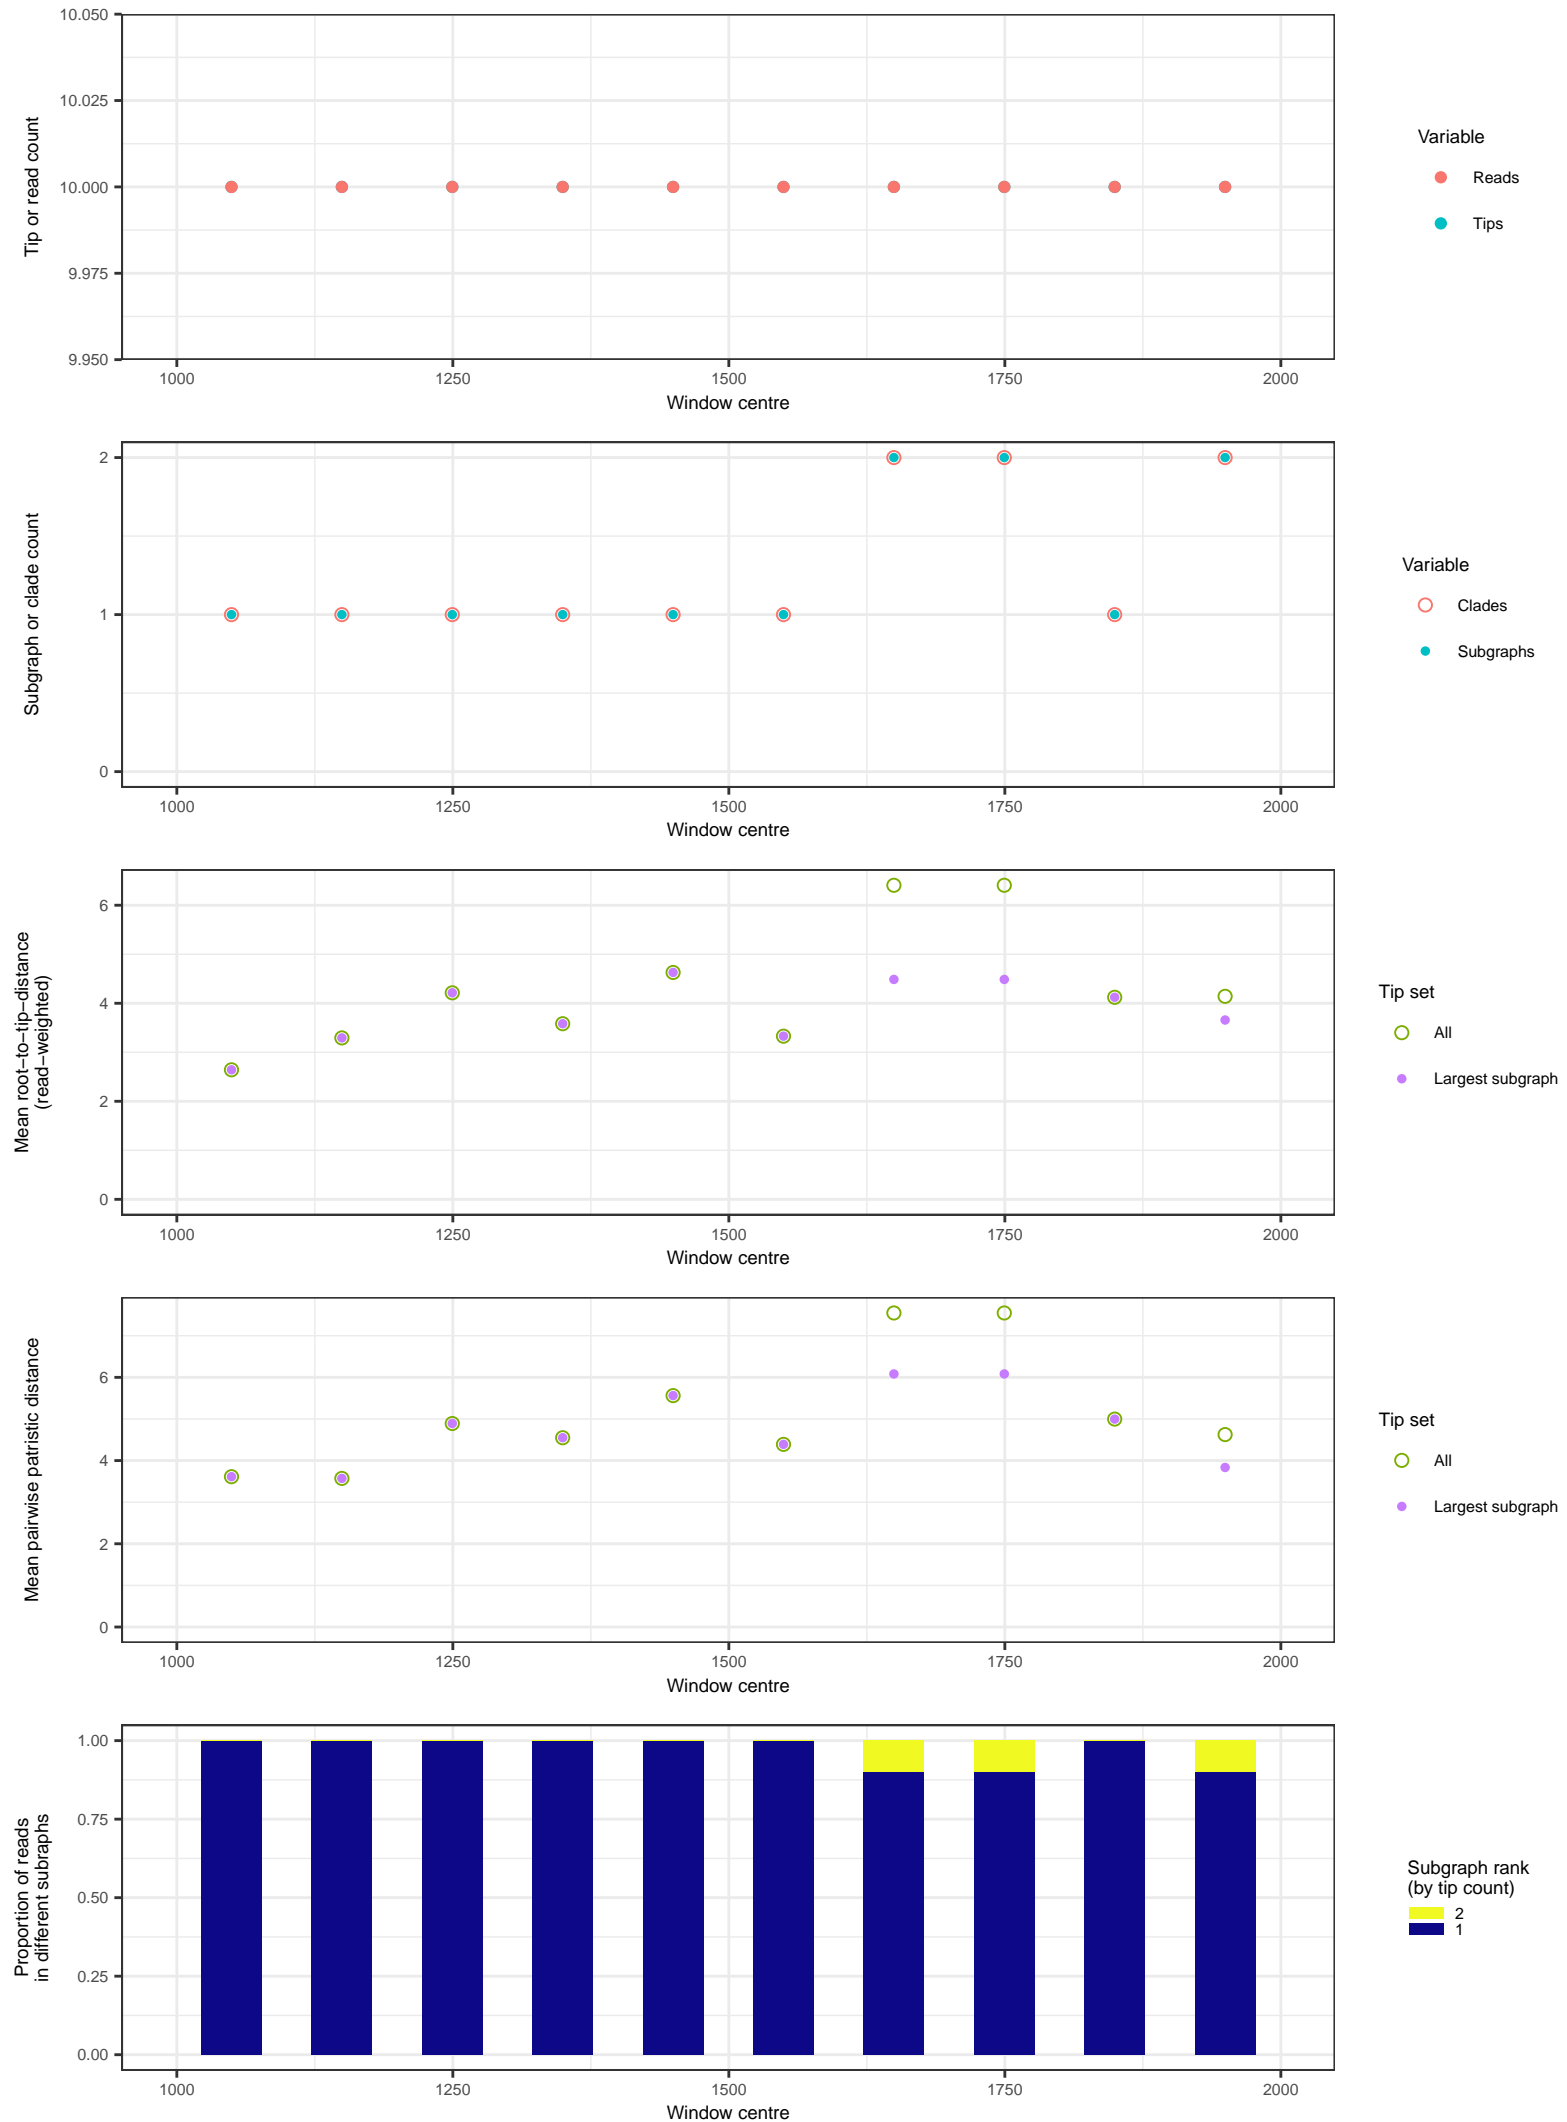 10.050
10.025
10.000
9.975
9.950
Tip or read count
1000 1250 1500 1750 2000
Window centre
Variable
Reads
Tips
2
1
0
Subgraph or clade count
1000 1250 1500 1750 2000
Window centre
Variable
Clades
Subgraphs
6
4
2
0
Mean root−to−tip−distance
(read−weighted)
1000 1250 1500 1750 2000
Window centre
Tip set
All
Largest subgraph
6
4
2
0
Mean pairwise patristic distance
1000 1250 1500 1750 2000
Window centre
Tip set
All
Largest subgraph
1.00
0.75
0.50
0.25
0.00
Proportion of reads
in different subraphs
1000 1250 1500 1750 2000
Window centre
Subgraph rank
(by tip count)
2
1